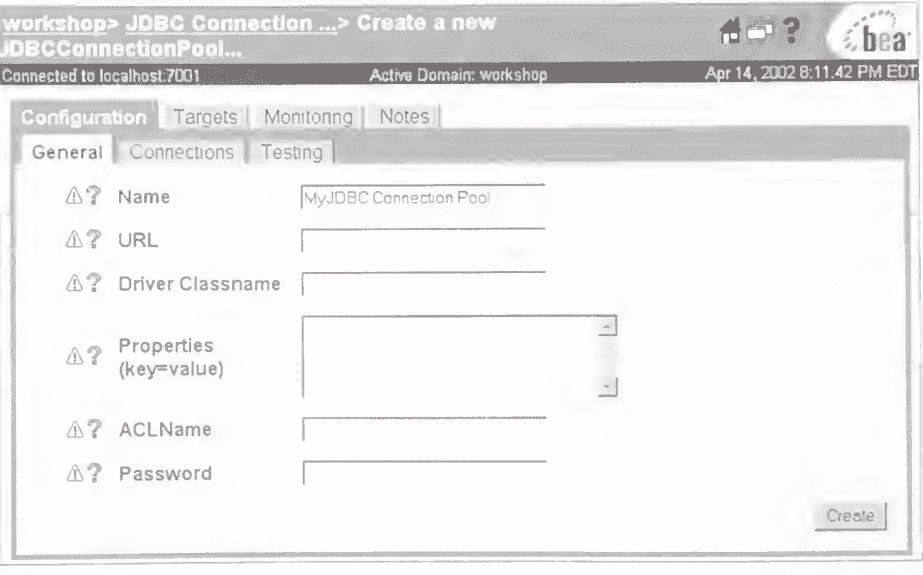 workshop> JDBC Connection ...> Create a new
JDBCConnectionPool...
bea
Connected to localhost:7001 Active Domain: workshop Apr 14, 2002 8:11:42 PM EDT
Configuration Targets Monitoring Notes
General Connections Testing
Name MyJDBC Connection Pool
URL
Driver Classname
Properties
(key=value)
ACLName
Password
Create